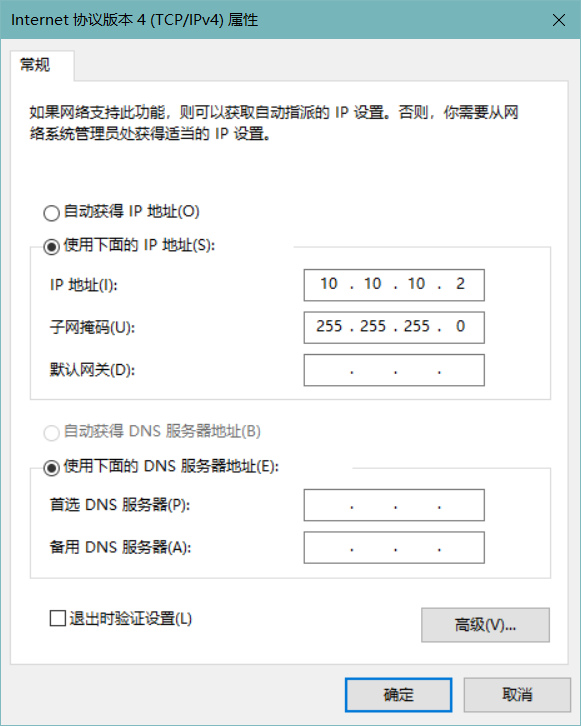 Internet 协议版本 4 (TCP/IPv4) 属性
常规
如果网络支持此功能，则可以获取自动指派的 IP 设置。否则，你需要从网
络系统管理员处获得适当的 IP 设置。
自动获得 IP 地址(O)
使用下面的 IP 地址(S):
IP 地址(I): 10 . 10 . 10 . 2
子网掩码(U): 255 . 255 . 255 . 0
默认网关(D): . . .
自动获得 DNS 服务器地址(B)
使用下面的 DNS 服务器地址(E):
首选 DNS 服务器(P): . . .
备用 DNS 服务器(A): . . .
退出时验证设置(L)
高级(V)...
确定 取消